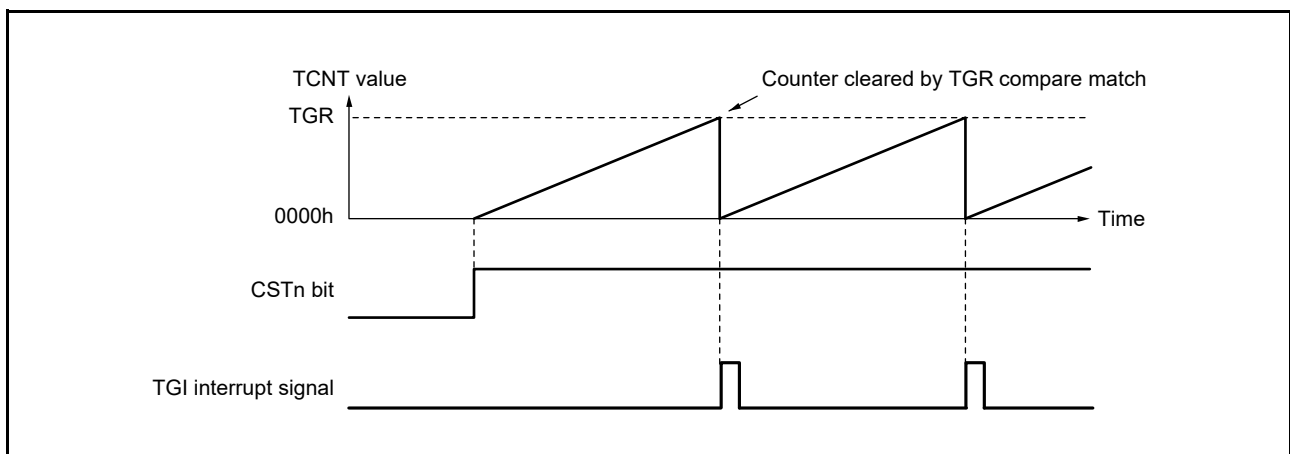 TCNT value
Counter cleared by TGR compare match
TGR
0000h
Time
CSTn bit
TGI interrupt signal